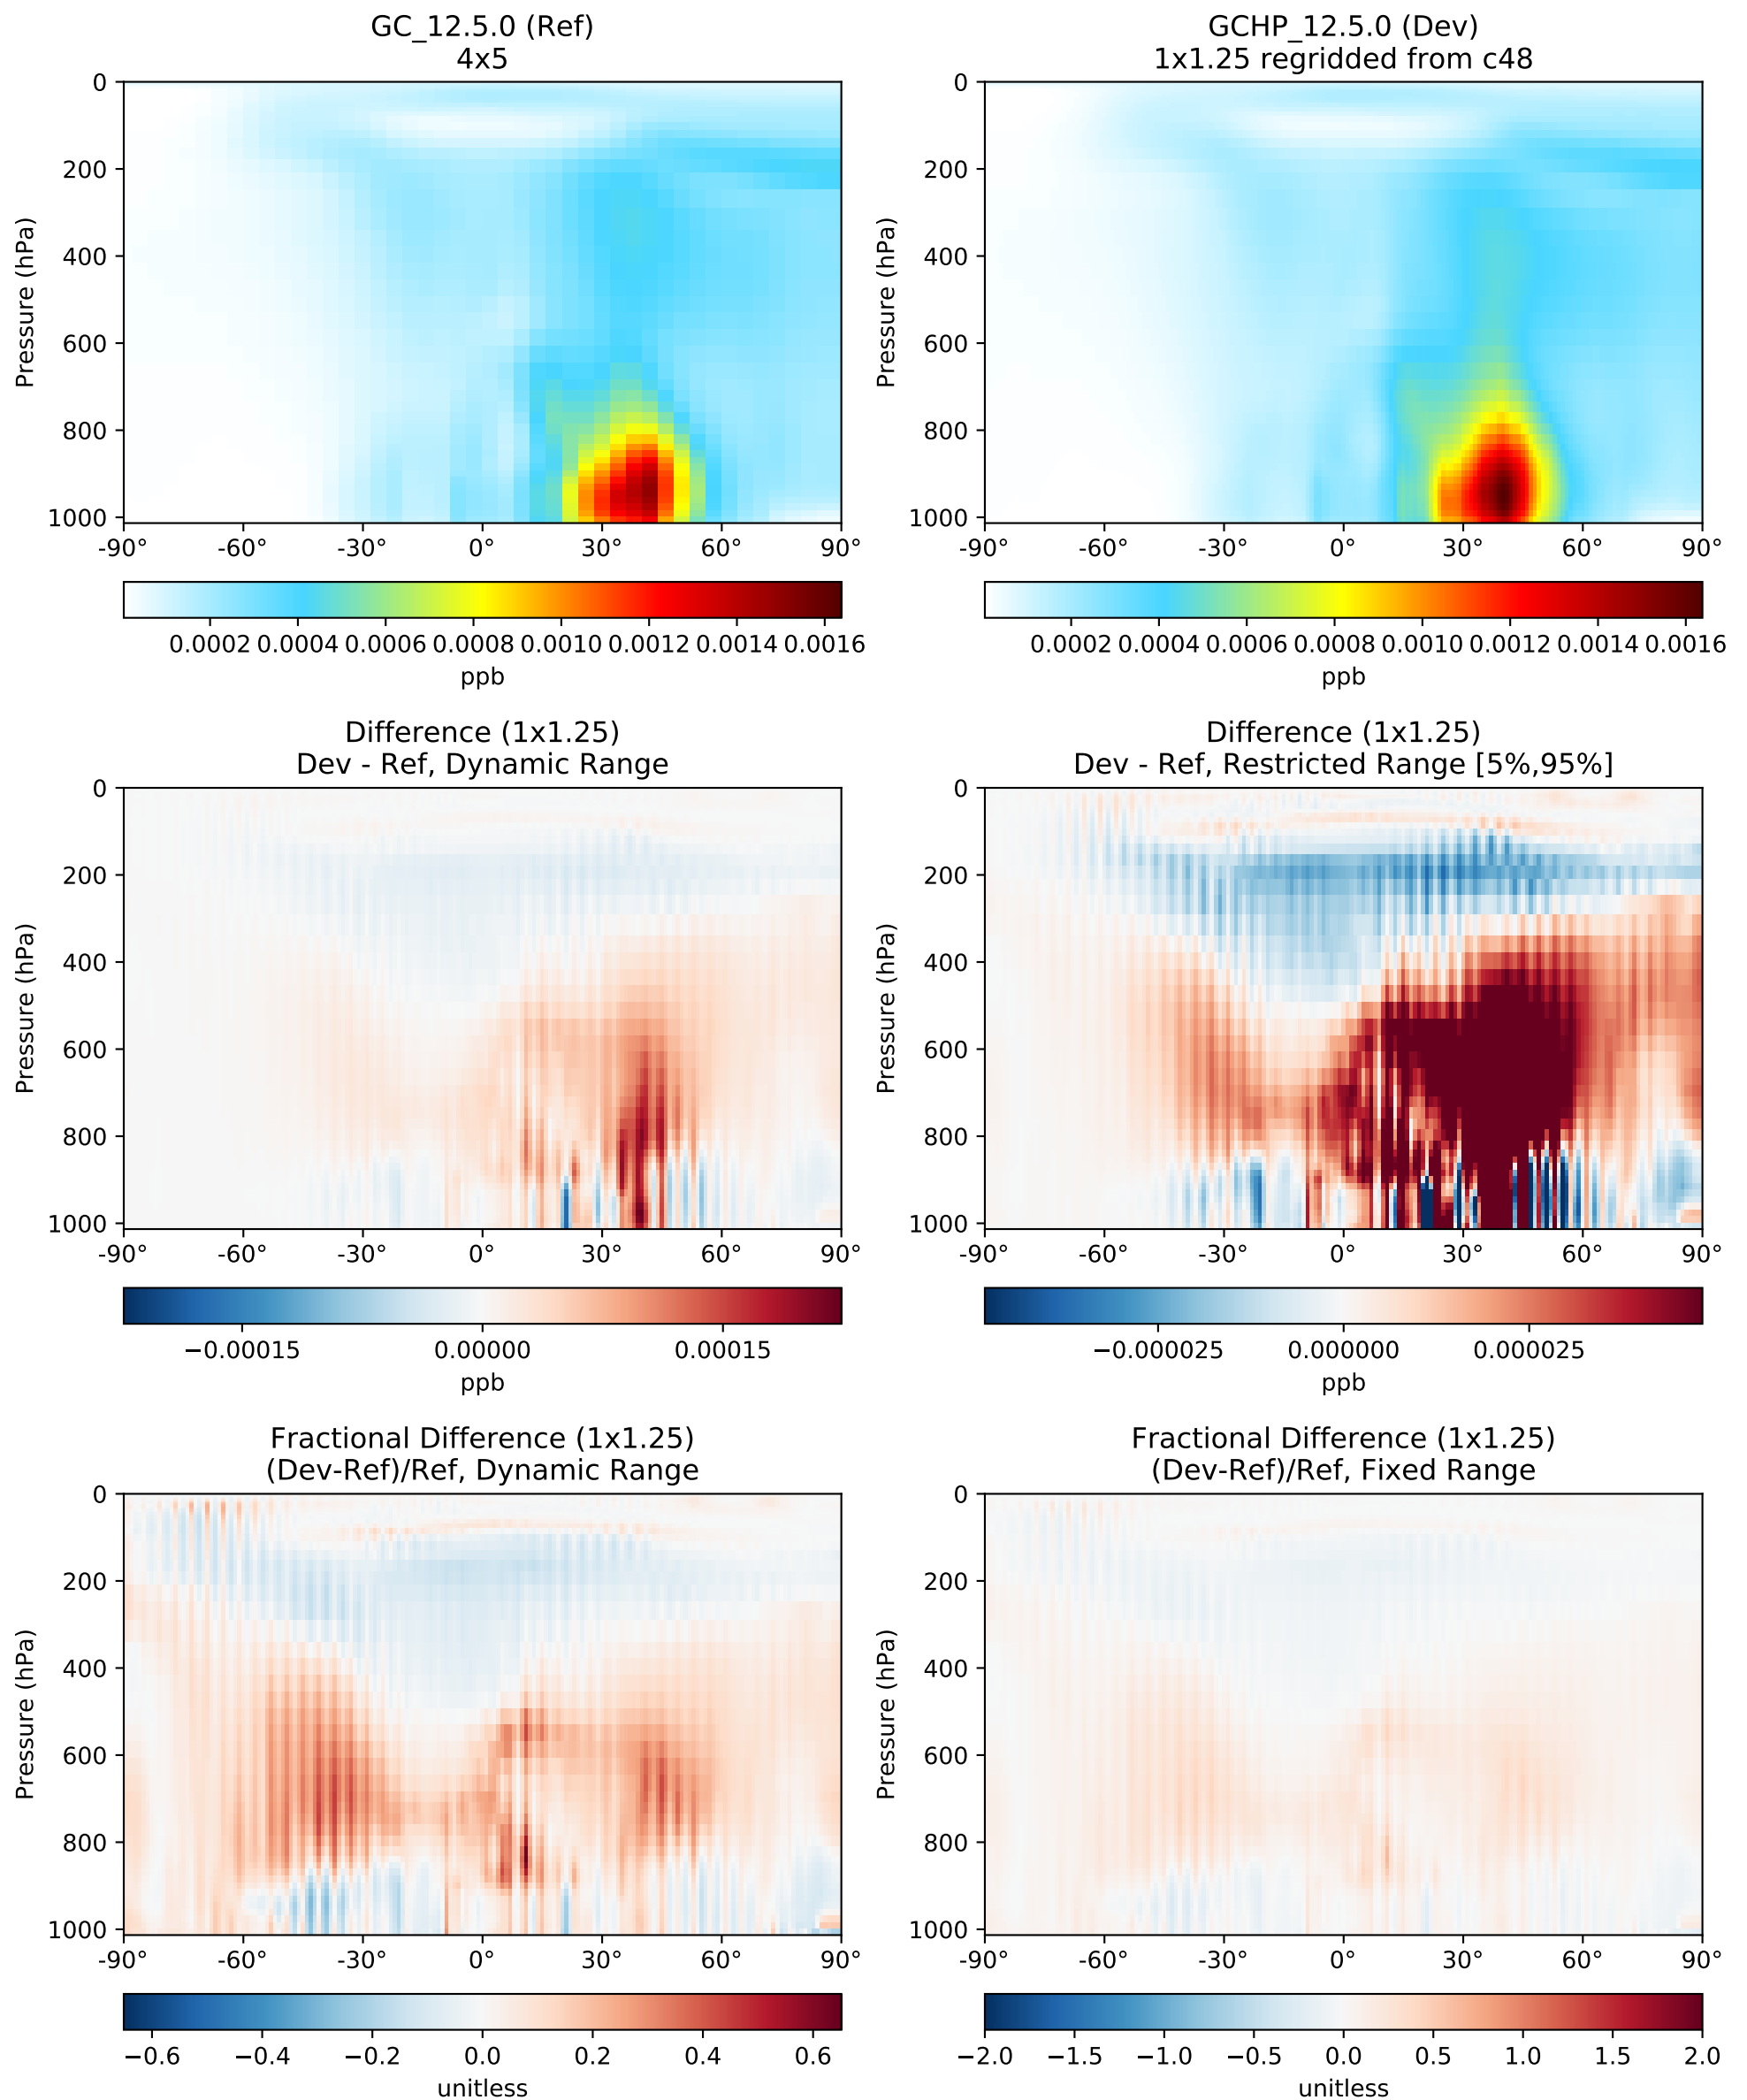 GC_12.5.0 (Ref)
4x5
Pressure (hPa)
0
200
400
600
800
1000
-90° -60° -30° 0° 30° 60° 90°
0.0002 0.0004 0.0006 0.0008 0.0010 0.0012 0.0014 0.0016
ppb
GCHP_12.5.0 (Dev)
1x1.25 regridded from c48
Pressure (hPa)
0
200
400
600
800
1000
-90° -60° -30° 0° 30° 60° 90°
0.0002 0.0004 0.0006 0.0008 0.0010 0.0012 0.0014 0.0016
ppb
Difference (1x1.25)
Dev - Ref, Dynamic Range
Pressure (hPa)
0
200
400
600
800
1000
-90° -60° -30° 0° 30° 60° 90°
−0.00015 0.00000 0.00015
ppb
Difference (1x1.25)
Dev - Ref, Restricted Range [5%,95%]
Pressure (hPa)
0
200
400
600
800
1000
-90° -60° -30° 0° 30° 60° 90°
−0.000025 0.000000 0.000025
ppb
Fractional Difference (1x1.25)
(Dev-Ref)/Ref, Dynamic Range
Pressure (hPa)
0
200
400
600
800
1000
-90° -60° -30° 0° 30° 60° 90°
−0.6 −0.4 −0.2 0.0 0.2 0.4 0.6
unitless
Fractional Difference (1x1.25)
(Dev-Ref)/Ref, Fixed Range
Pressure (hPa)
0
200
400
600
800
1000
-90° -60° -30° 0° 30° 60° 90°
−2.0 −1.5 −1.0 −0.5 0.0 0.5 1.0 1.5 2.0
unitless